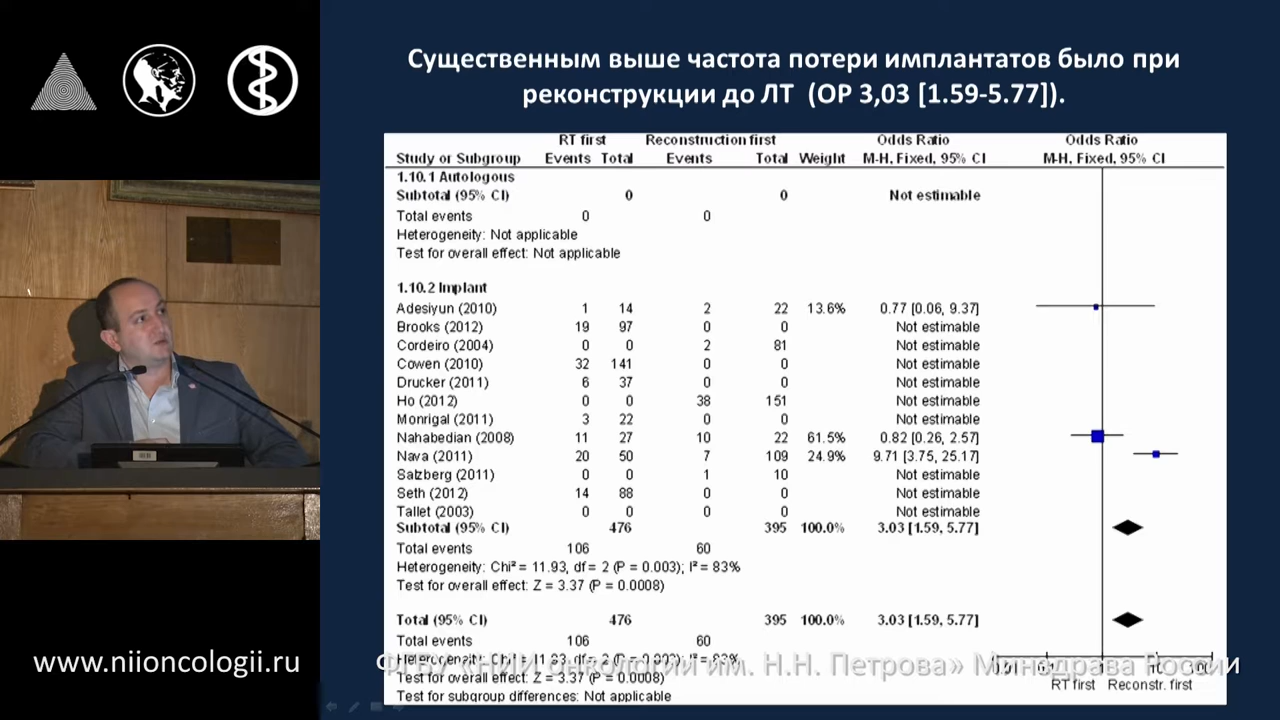 Существенным выше частота потери имплантатов было при
реконструкции до ЛТ (ОР 3,03 [1.59-5.77]).
RT first Reconstruction first Odds Ratio Odds Ratio
Study or Subgroup Events Total Events Total Weight M-H, Fixed, 95% CI M-H, Fixed, 95% CI
1.10.1 Autologous
Subtotal (95% CI) 0 0 Not estimable
Total events 0 0
Heterogeneity: Not applicable
Test for overall effect: Not applicable
1.10.2 Implant
Adesiyun (2010) 1 14 2 22 13.6% 0.77 [0.06, 9.37]
Brooks (2012) 19 97 0 0 Not estimable
Cordeiro (2004) 0 0 2 81 Not estimable
Cowen (2010) 32 141 0 0 Not estimable
Drucker (2011) 6 37 0 0 Not estimable
Ho (2012) 0 0 38 151 Not estimable
Monrigal (2011) 3 22 0 0 Not estimable
Nahabedian (2008) 11 27 10 22 61.5% 0.82 [0.26, 2.57]
Nava (2011) 20 50 7 109 24.9% 9.71 [3.75, 25.17]
Salzberg (2011) 0 0 1 10 Not estimable
Seth (2012) 14 88 0 0 Not estimable
Tallet (2003) 0 0 0 0 Not estimable
Subtotal (95% CI) 476 395 100.0% 3.03 [1.59, 5.77]
Total events 106 60
Heterogeneity: Chi² = 11.93, df = 2 (P = 0.003); I² = 83%
Test for overall effect: Z = 3.37 (P = 0.0008)
Total (95% CI) 476 395 100.0% 3.03 [1.59, 5.77]
Total events 106 60
Heterogeneity: Chi² = 11.93, df = 2 (P = 0.003); I² = 83%
www.niioncologii.ru ФГБУ «НИИ онкологии им. Н.Н. Петрова» Минздрава России
Test for overall effect: Z = 3.37 (P = 0.0008)
RT first Reconstr. first
Test for subgroup differences: Not applicable